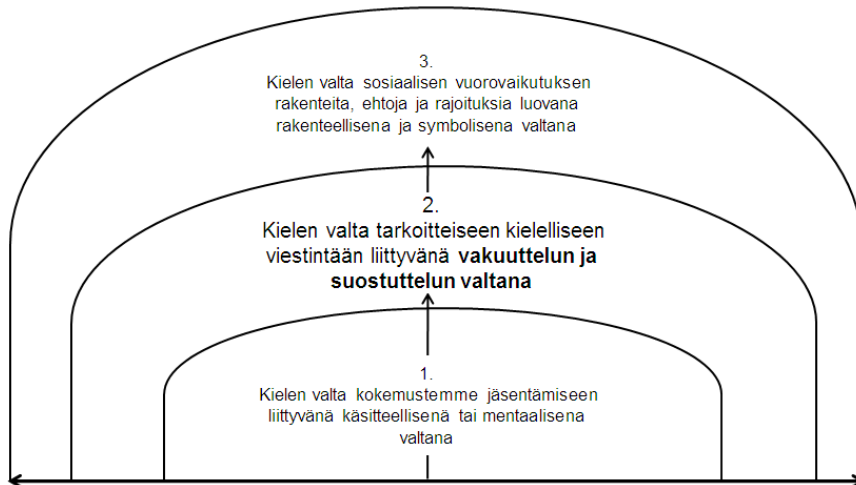 3.
Kielen valta sosiaalisen vuorovaikutuksen
rakenteita, ehtoja ja rajoituksia luovana
rakenteellisena ja symbolisena valtana
2.
Kielen valta tarkoitteiseen kielelliseen
viestintään liittyvänä vakuuttelun ja
suostuttelun valtana
1.
Kielen valta kokemustemme jäsentämiseen
liittyvänä käsitteellisenä tai mentaalisena
valtana